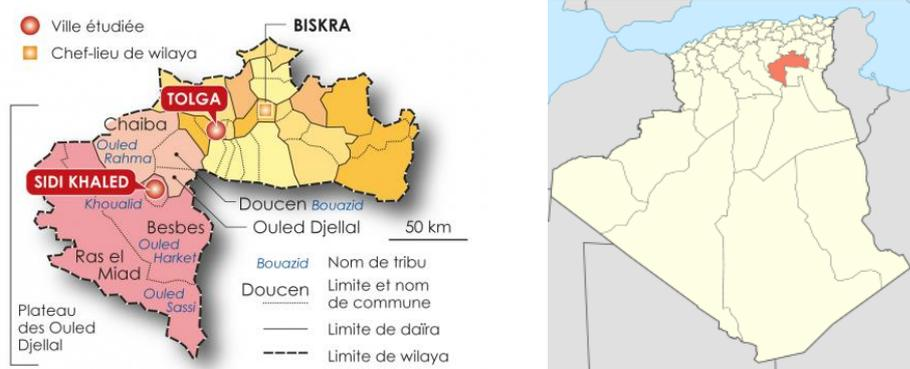 Ville étudiée
Chef-lieu de wilaya
BISKRA
TOLGA
Chaiba
Ouled
Rahma
SIDI KHALED
Khoualid
Doucen Bouazid
Ouled Djellal
Besbes
Ouled
Harket
Ras el
Miad
Ouled
Sassi
Plateau
des Ouled
Djellal
50 km
Bouazid Nom de tribu
Doucen Limite et nom
de commune
Limite de daïra
Limite de wilaya